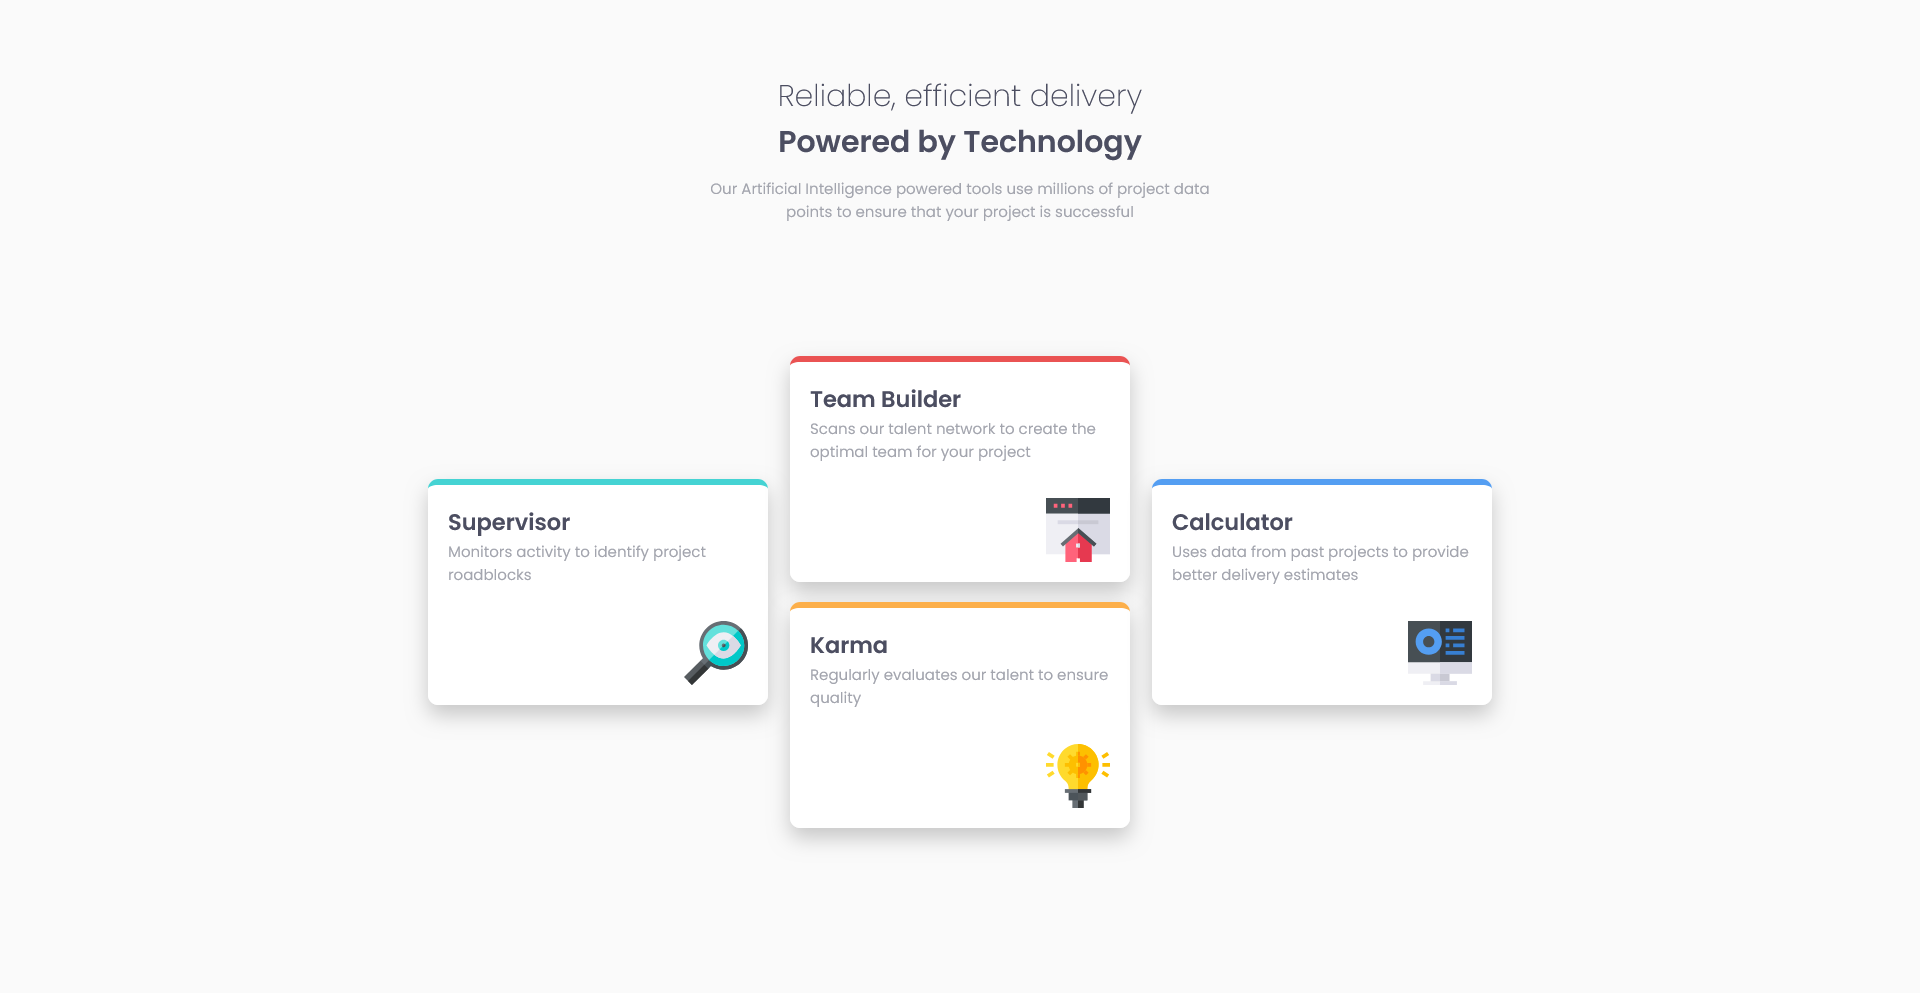 Reliable, efficient delivery
Powered by Technology
Our Artificial Intelligence powered tools use millions of project data
points to ensure that your project is successful
Supervisor
Monitors activity to identify project
roadblocks
Team Builder
Scans our talent network to create the
optimal team for your project
Karma
Regularly evaluates our talent to ensure
quality
Calculator
Uses data from past projects to provide
better delivery estimates